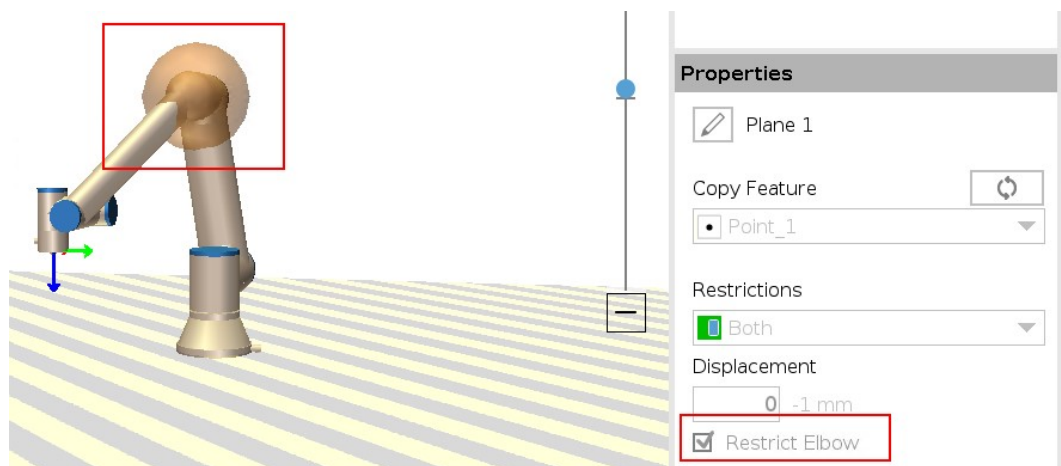 Properties
Plane 1
Copy Feature
Point_1
Restrictions
Both
Displacement
0 -1 mm
Restrict Elbow